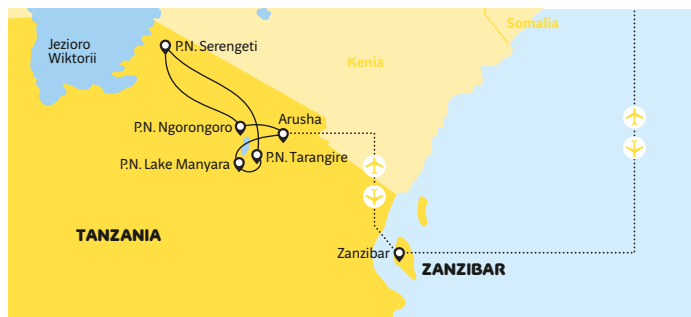 Somalia
Jezioro
Wiktorii
P.N. Serengeti
Kenia
Arusha
P.N. Ngorongoro
P.N. Tarangire
P.N. Lake Manyara
TANZANIA
Zanzibar
ZANZIBAR